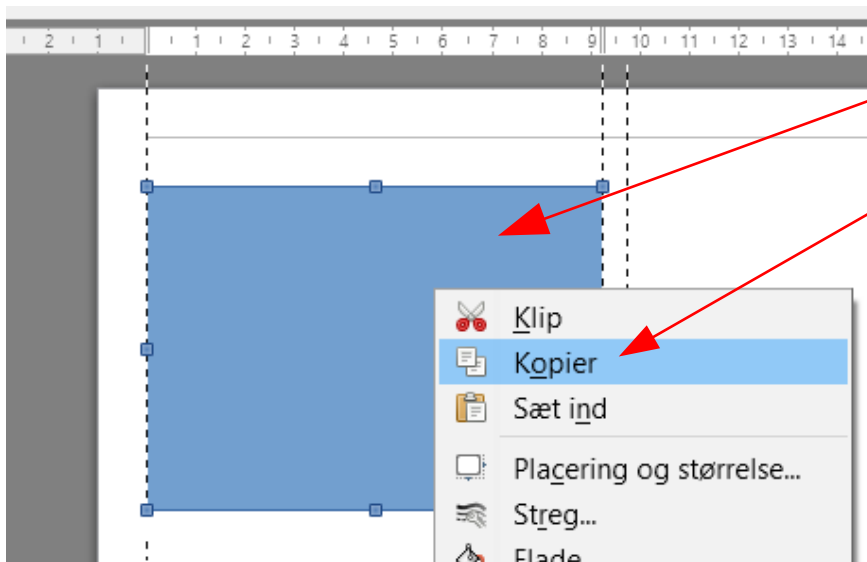 2 1 1 2 3 4 5 6 7 8 9 10 11 12 13 14
Klip
Kopier
Sæt ind
Placering og størrelse...
Streg...
Flade